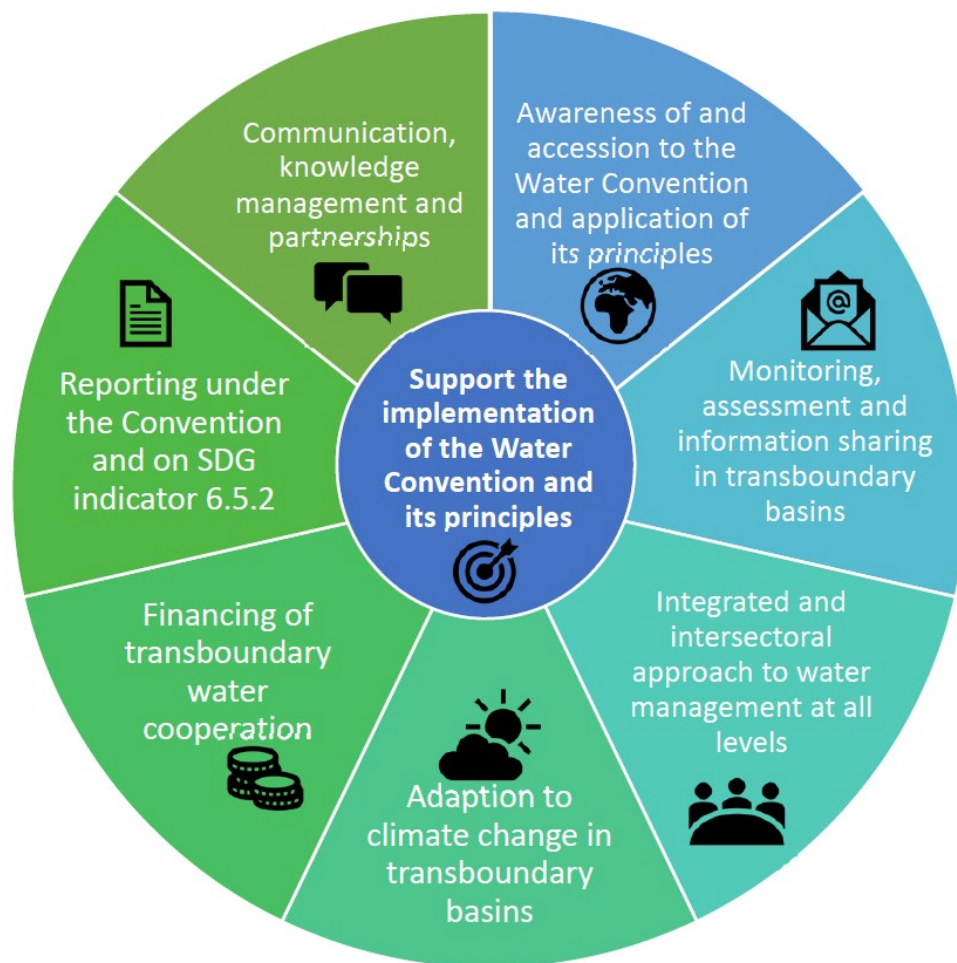 Communication,
knowledge
management and
partnerships
Awareness of and
accession to the
Water Convention
and application of
its principles
Monitoring,
assessment and
information sharing
in transboundary
basins
Integrated and
intersectoral
approach to water
management at all
levels
Adaption to
climate change in
transboundary
basins
Financing of
transboundary
water
cooperation
Reporting under
the Convention
and on SDG
indicator 6.5.2
Support the
implementation
of the Water
Convention and
its principles
@